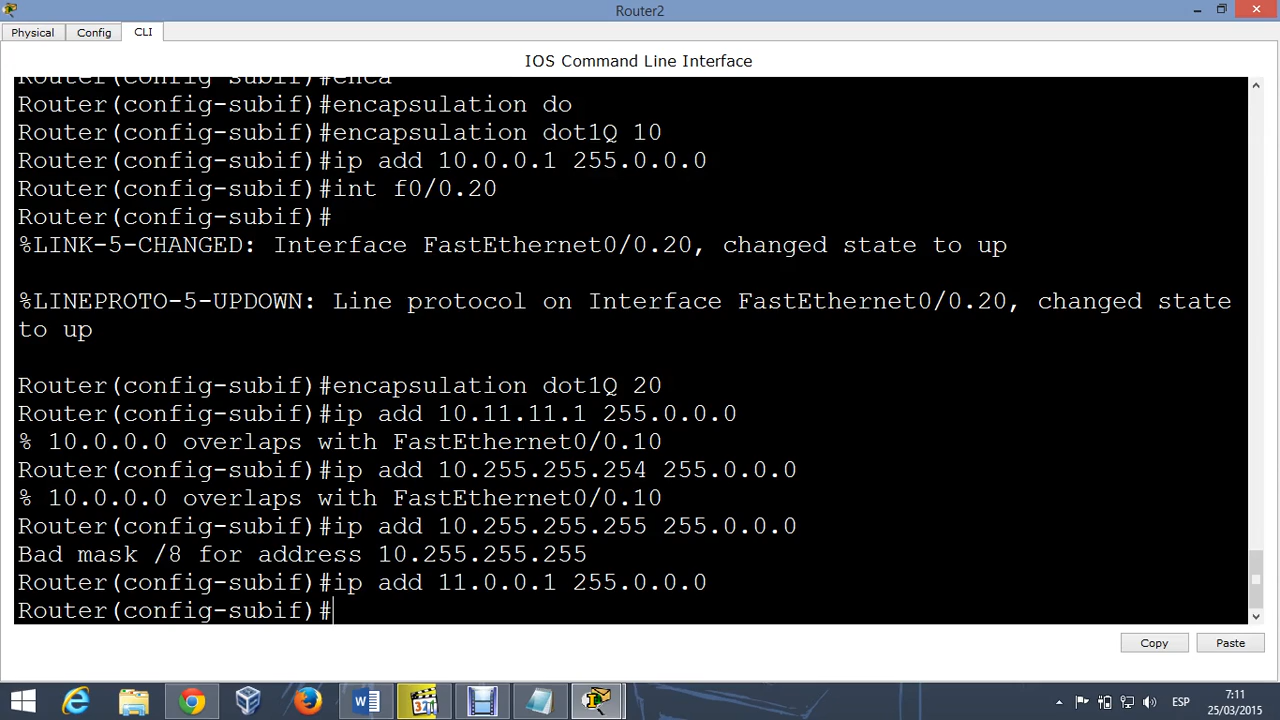 Router2
Physical Config CLI
IOS Command Line Interface
Router(config-subif)#enca
Router(config-subif)#encapsulation do
Router(config-subif)#encapsulation dot1Q 10
Router(config-subif)#ip add 10.0.0.1 255.0.0.0
Router(config-subif)#int f0/0.20
Router(config-subif)#
%LINK-5-CHANGED: Interface FastEthernet0/0.20, changed state to up
%LINEPROTO-5-UPDOWN: Line protocol on Interface FastEthernet0/0.20, changed state
to up
Router(config-subif)#encapsulation dot1Q 20
Router(config-subif)#ip add 10.11.11.1 255.0.0.0
% 10.0.0.0 overlaps with FastEthernet0/0.10
Router(config-subif)#ip add 10.255.255.254 255.0.0.0
% 10.0.0.0 overlaps with FastEthernet0/0.10
Router(config-subif)#ip add 10.255.255.255 255.0.0.0
Bad mask /8 for address 10.255.255.255
Router(config-subif)#ip add 11.0.0.1 255.0.0.0
Router(config-subif)#
Copy Paste
321
ESP
7:11
25/03/2015